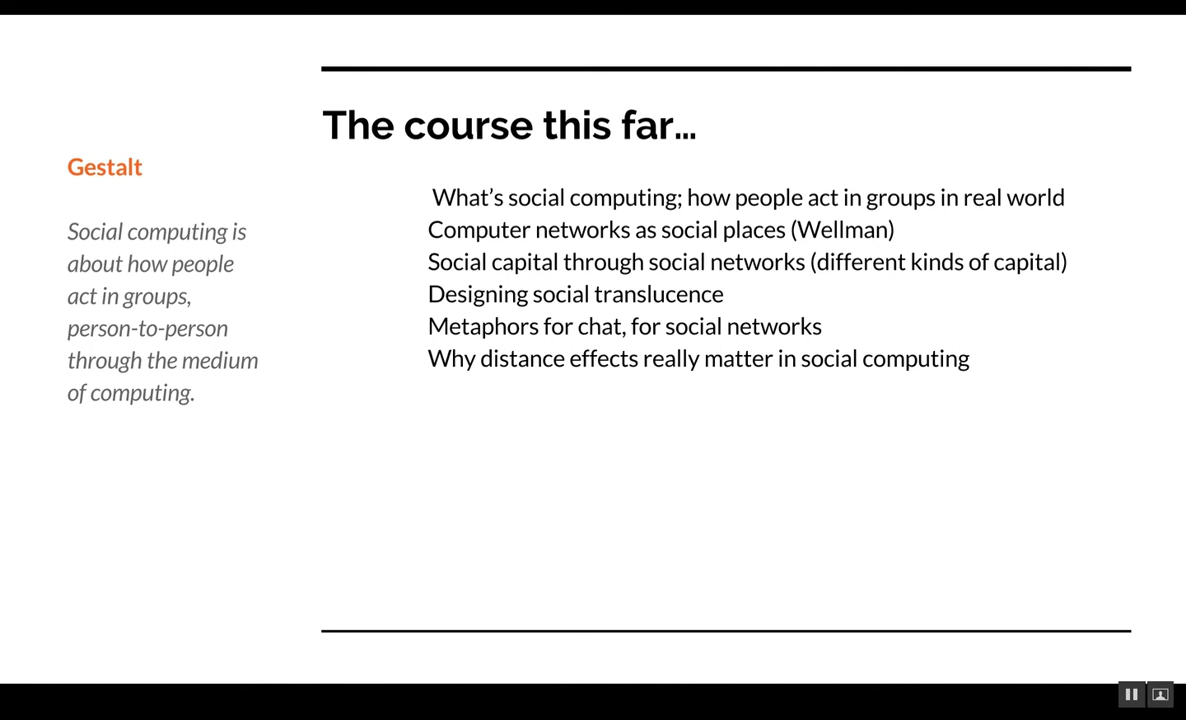 The course this far...
Gestalt
Social computing is
about how people
act in groups,
person-to-person
through the medium
of computing.
What's social computing; how people act in groups in real world
Computer networks as social places (Wellman)
Social capital through social networks (different kinds of capital)
Designing social translucence
Metaphors for chat, for social networks
Why distance effects really matter in social computing